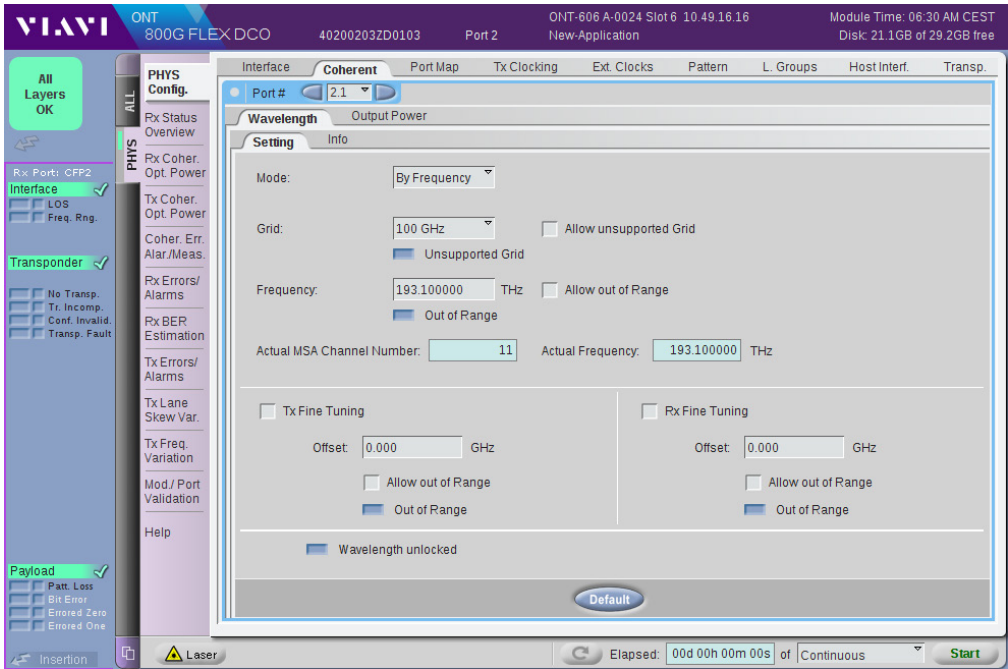 VIAVI
ONT
800G FLEX DCO
40200203ZD0103
Port 2
ONT-606 A-0024 Slot 6 10.49.16.16
New-Application
Module Time: 06:30 AM CEST
Disk: 21.1GB of 29.2GB free
All
Layers
OK
Rx Port: CFP2
Interface
LOS
Freq. Rng.
Transponder
No Transp.
Tr. Incomp.
Conf. Invalid.
Transp. Fault
Payload
Patt. Loss
Bit Error
Errored Zero
Errored One
Insertion
ALL
PHYS
PHYS
Config.
Rx Status
Overview
Rx Coher.
Opt. Power
Tx Coher.
Opt. Power
Coher. Err.
Alar./Meas.
Rx Errors/
Alarms
Rx BER
Estimation
Tx Errors/
Alarms
Tx Lane
Skew Var.
Tx Freq.
Variation
Mod./ Port
Validation
Help
Interface Coherent Port Map Tx Clocking Ext. Clocks Pattern L. Groups Host Interf. Transp.
Port # 2.1
Wavelength Output Power
Setting Info
Mode: By Frequency
Grid: 100 GHz Allow unsupported Grid
Unsupported Grid
Frequency: 193.100000 THz Allow out of Range
Out of Range
Actual MSA Channel Number: 11 Actual Frequency: 193.100000 THz
Tx Fine Tuning
Offset: 0.000 GHz
Allow out of Range
Out of Range
Rx Fine Tuning
Offset: 0.000 GHz
Allow out of Range
Out of Range
Wavelength unlocked
Default
Laser
Elapsed: 00d 00h 00m 00s of Continuous
Start